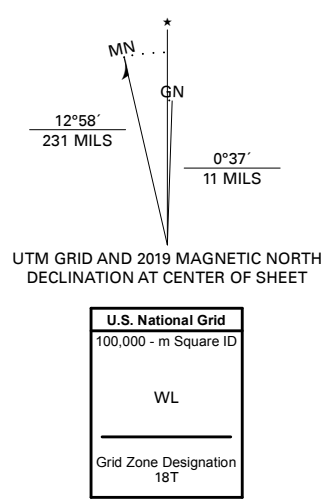 ★
MN
GN
12°58´
231 MILS
0°37´
11 MILS
UTM GRID AND 2019 MAGNETIC NORTH
DECLINATION AT CENTER OF SHEET
U.S. National Grid
100,000 - m Square ID
WL
Grid Zone Designation
18T